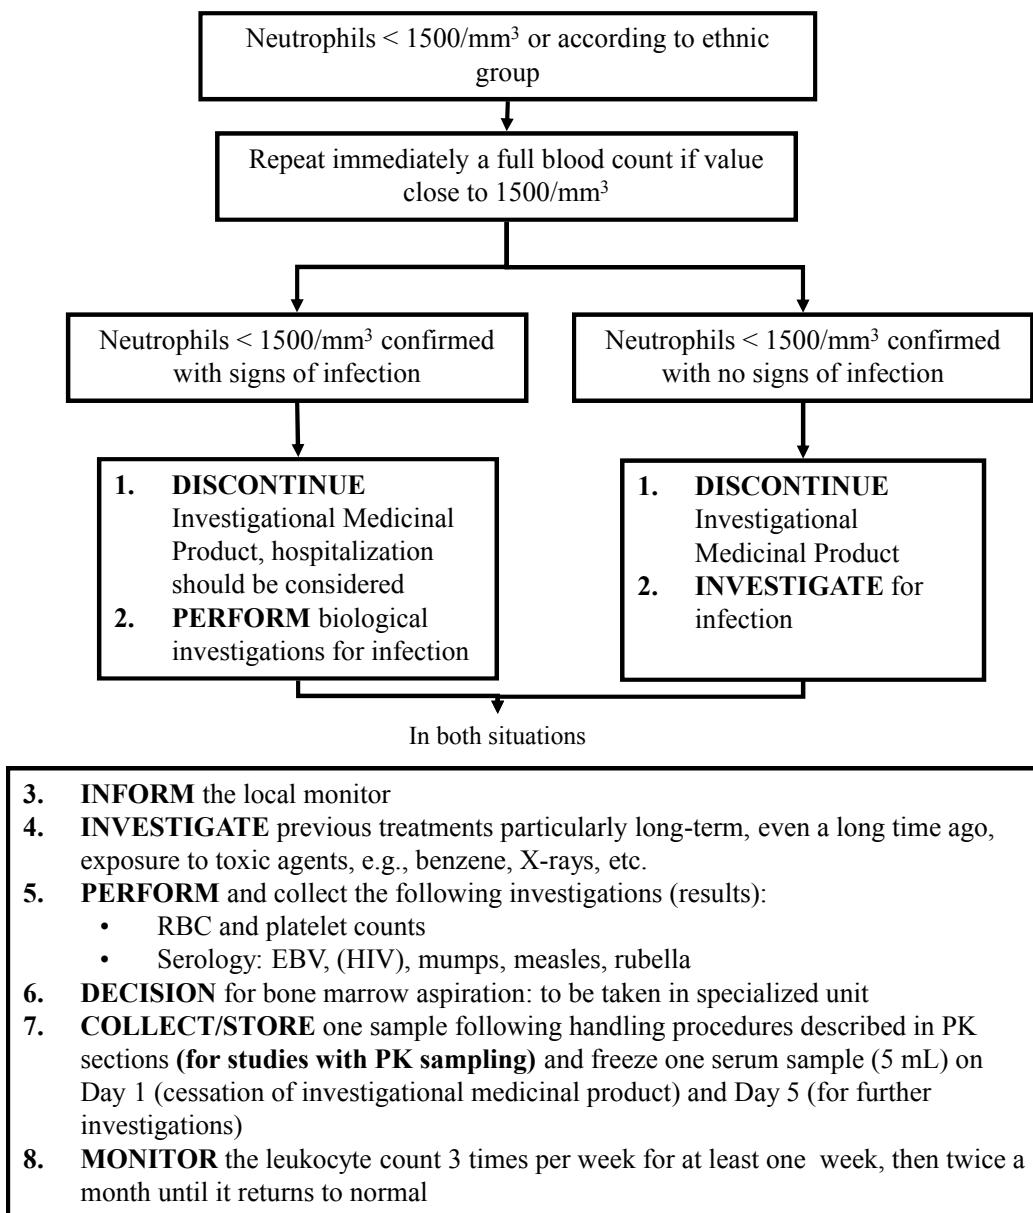 Neutrophils < 1500/mm³ or according to ethnic
group
Repeat immediately a full blood count if value
close to 1500/mm³
Neutrophils < 1500/mm³ confirmed
with signs of infection
Neutrophils < 1500/mm³ confirmed
with no signs of infection
1. DISCONTINUE
Investigational Medicinal
Product, hospitalization
should be considered
2. PERFORM biological
investigations for infection
1. DISCONTINUE
Investigational
Medicinal Product
2. INVESTIGATE for
infection
In both situations
3. INFORM the local monitor
4. INVESTIGATE previous treatments particularly long-term, even a long time ago,
exposure to toxic agents, e.g., benzene, X-rays, etc.
5. PERFORM and collect the following investigations (results):
• RBC and platelet counts
• Serology: EBV, (HIV), mumps, measles, rubella
6. DECISION for bone marrow aspiration: to be taken in specialized unit
7. COLLECT/STORE one sample following handling procedures described in PK
sections (for studies with PK sampling) and freeze one serum sample (5 mL) on
Day 1 (cessation of investigational medicinal product) and Day 5 (for further
investigations)
8. MONITOR the leukocyte count 3 times per week for at least one week, then twice a
month until it returns to normal